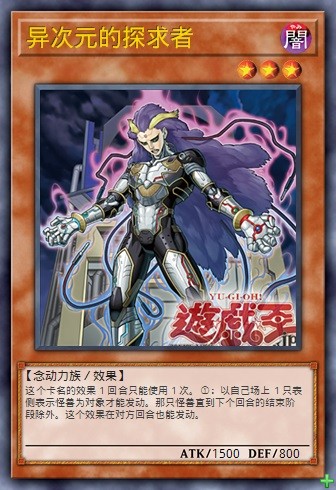 异次元的探求者
闇
YU-GI-OH!
遊戯王
【念动力族／效果】
这个卡名的效果 1 回合只能使用 1 次。①：以自己场上 1 只表
侧表示怪兽为对象才能发动。那只怪兽直到下个回合的结束阶
段除外。这个效果在对方回合也能发动。
ATK/1500 DEF/800